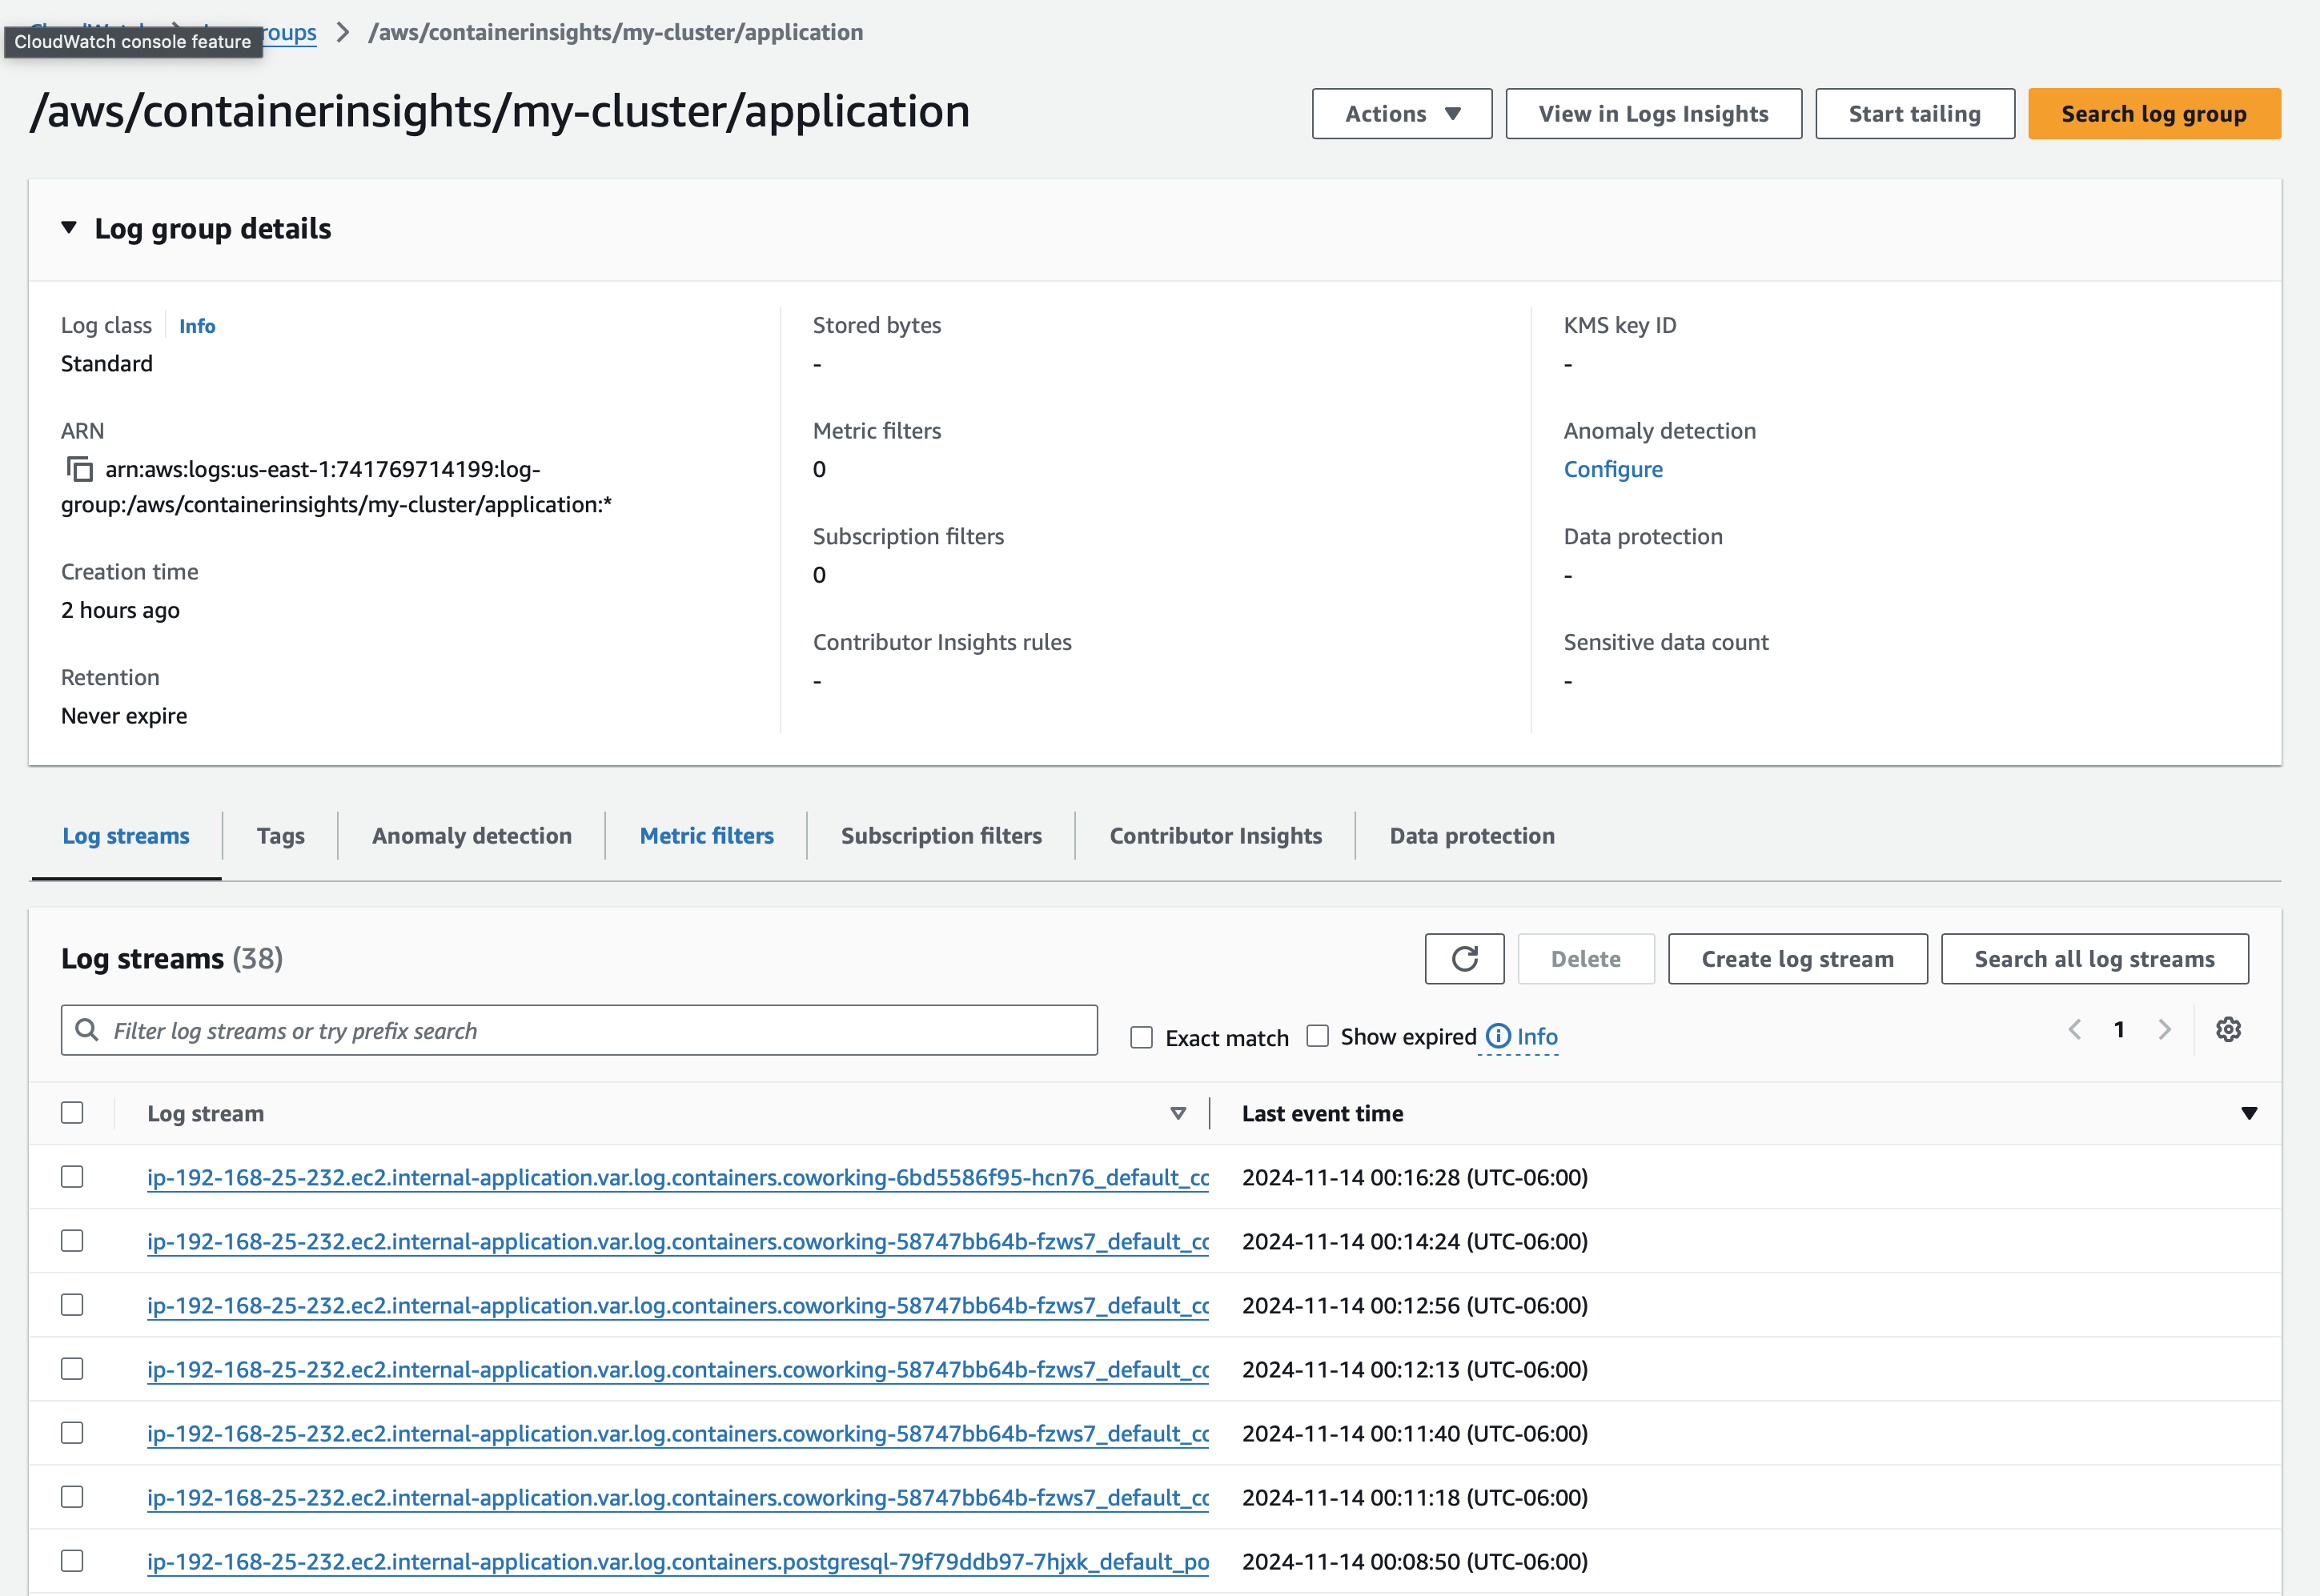 CloudWatch console feature
roups
/aws/containerinsights/my-cluster/application
/aws/containerinsights/my-cluster/application
Actions
View in Logs Insights
Start tailing
Search log group
Log group details
Log class
Info
Standard
ARN
arn:aws:logs:us-east-1:741769714199:log-
group:/aws/containerinsights/my-cluster/application:*
Creation time
2 hours ago
Retention
Never expire
Stored bytes
-
Metric filters
0
Subscription filters
0
Contributor Insights rules
-
KMS key ID
-
Anomaly detection
Configure
Data protection
-
Sensitive data count
-
Log streams
Tags
Anomaly detection
Metric filters
Subscription filters
Contributor Insights
Data protection
Log streams (38)
Delete
Create log stream
Search all log streams
Filter log streams or try prefix search
Exact match
Show expired
Info
1
Log stream
Last event time
ip-192-168-25-232.ec2.internal-application.var.log.containers.coworking-6bd5586f95-hcn76_default_cc 2024-11-14 00:16:28 (UTC-06:00)
ip-192-168-25-232.ec2.internal-application.var.log.containers.coworking-58747bb64b-fzws7_default_cc 2024-11-14 00:14:24 (UTC-06:00)
ip-192-168-25-232.ec2.internal-application.var.log.containers.coworking-58747bb64b-fzws7_default_cc 2024-11-14 00:12:56 (UTC-06:00)
ip-192-168-25-232.ec2.internal-application.var.log.containers.coworking-58747bb64b-fzws7_default_cc 2024-11-14 00:12:13 (UTC-06:00)
ip-192-168-25-232.ec2.internal-application.var.log.containers.coworking-58747bb64b-fzws7_default_cc 2024-11-14 00:11:40 (UTC-06:00)
ip-192-168-25-232.ec2.internal-application.var.log.containers.coworking-58747bb64b-fzws7_default_cc 2024-11-14 00:11:18 (UTC-06:00)
ip-192-168-25-232.ec2.internal-application.var.log.containers.postgresql-79f79ddb97-7hjxk_default_po 2024-11-14 00:08:50 (UTC-06:00)